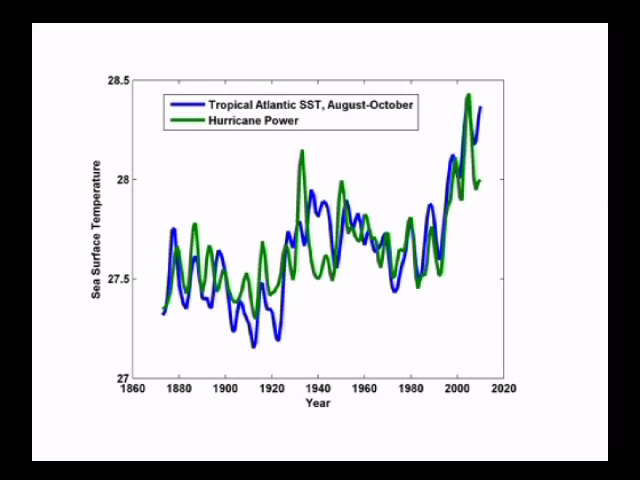 28.5
Tropical Atlantic SST, August-October
Hurricane Power
28
Sea Surface Temperature
27.5
27
1860 1880 1900 1920 1940 1960 1980 2000 2020
Year